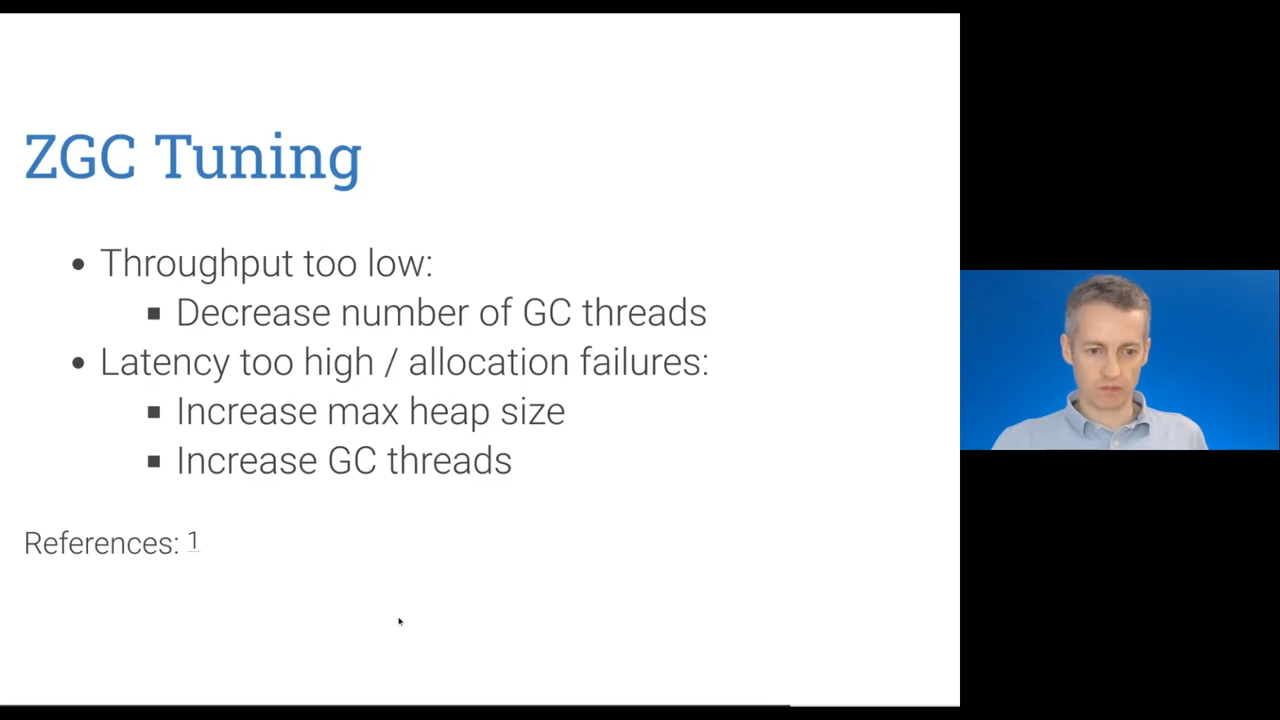 ZGC Tuning
• Throughput too low:
▪ Decrease number of GC threads
• Latency too high / allocation failures:
▪ Increase max heap size
▪ Increase GC threads
References: 1